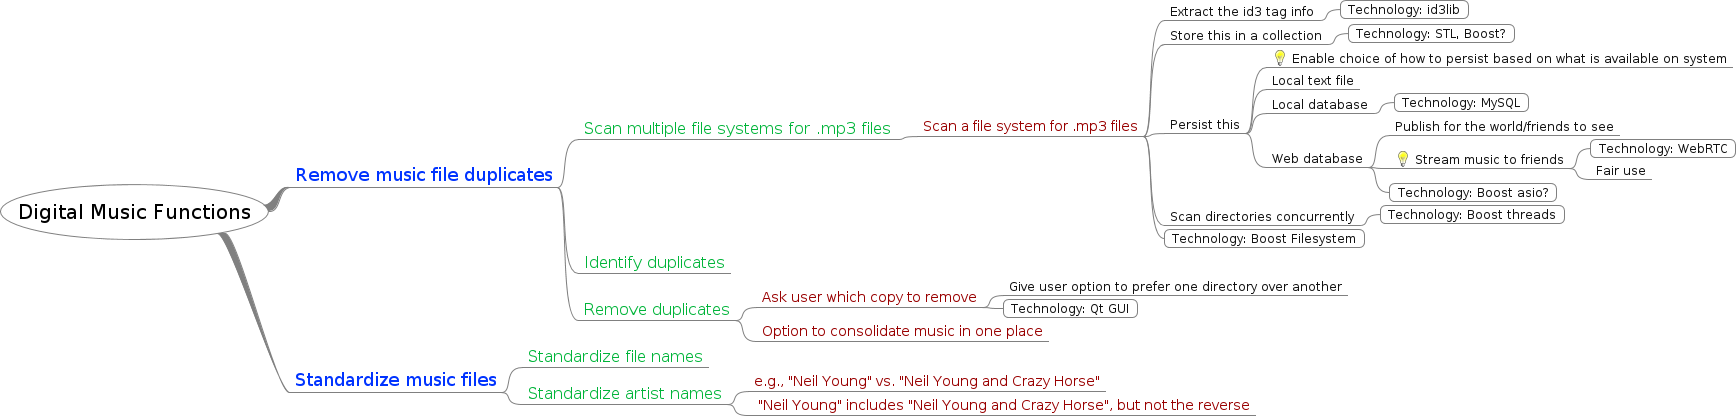 Digital Music Functions
Remove music file duplicates
Scan multiple file systems for .mp3 files
Scan a file system for .mp3 files
Extract the id3 tag info
Technology: id3lib
Store this in a collection
Technology: STL, Boost?
Persist this
Enable choice of how to persist based on what is available on system
Local text file
Local database
Technology: MySQL
Web database
Publish for the world/friends to see
Stream music to friends
Technology: WebRTC
Fair use
Technology: Boost asio?
Scan directories concurrently
Technology: Boost threads
Technology: Boost Filesystem
Identify duplicates
Remove duplicates
Ask user which copy to remove
Give user option to prefer one directory over another
Technology: Qt GUI
Option to consolidate music in one place
Standardize music files
Standardize file names
Standardize artist names
e.g., "Neil Young" vs. "Neil Young and Crazy Horse"
"Neil Young" includes "Neil Young and Crazy Horse", but not the reverse